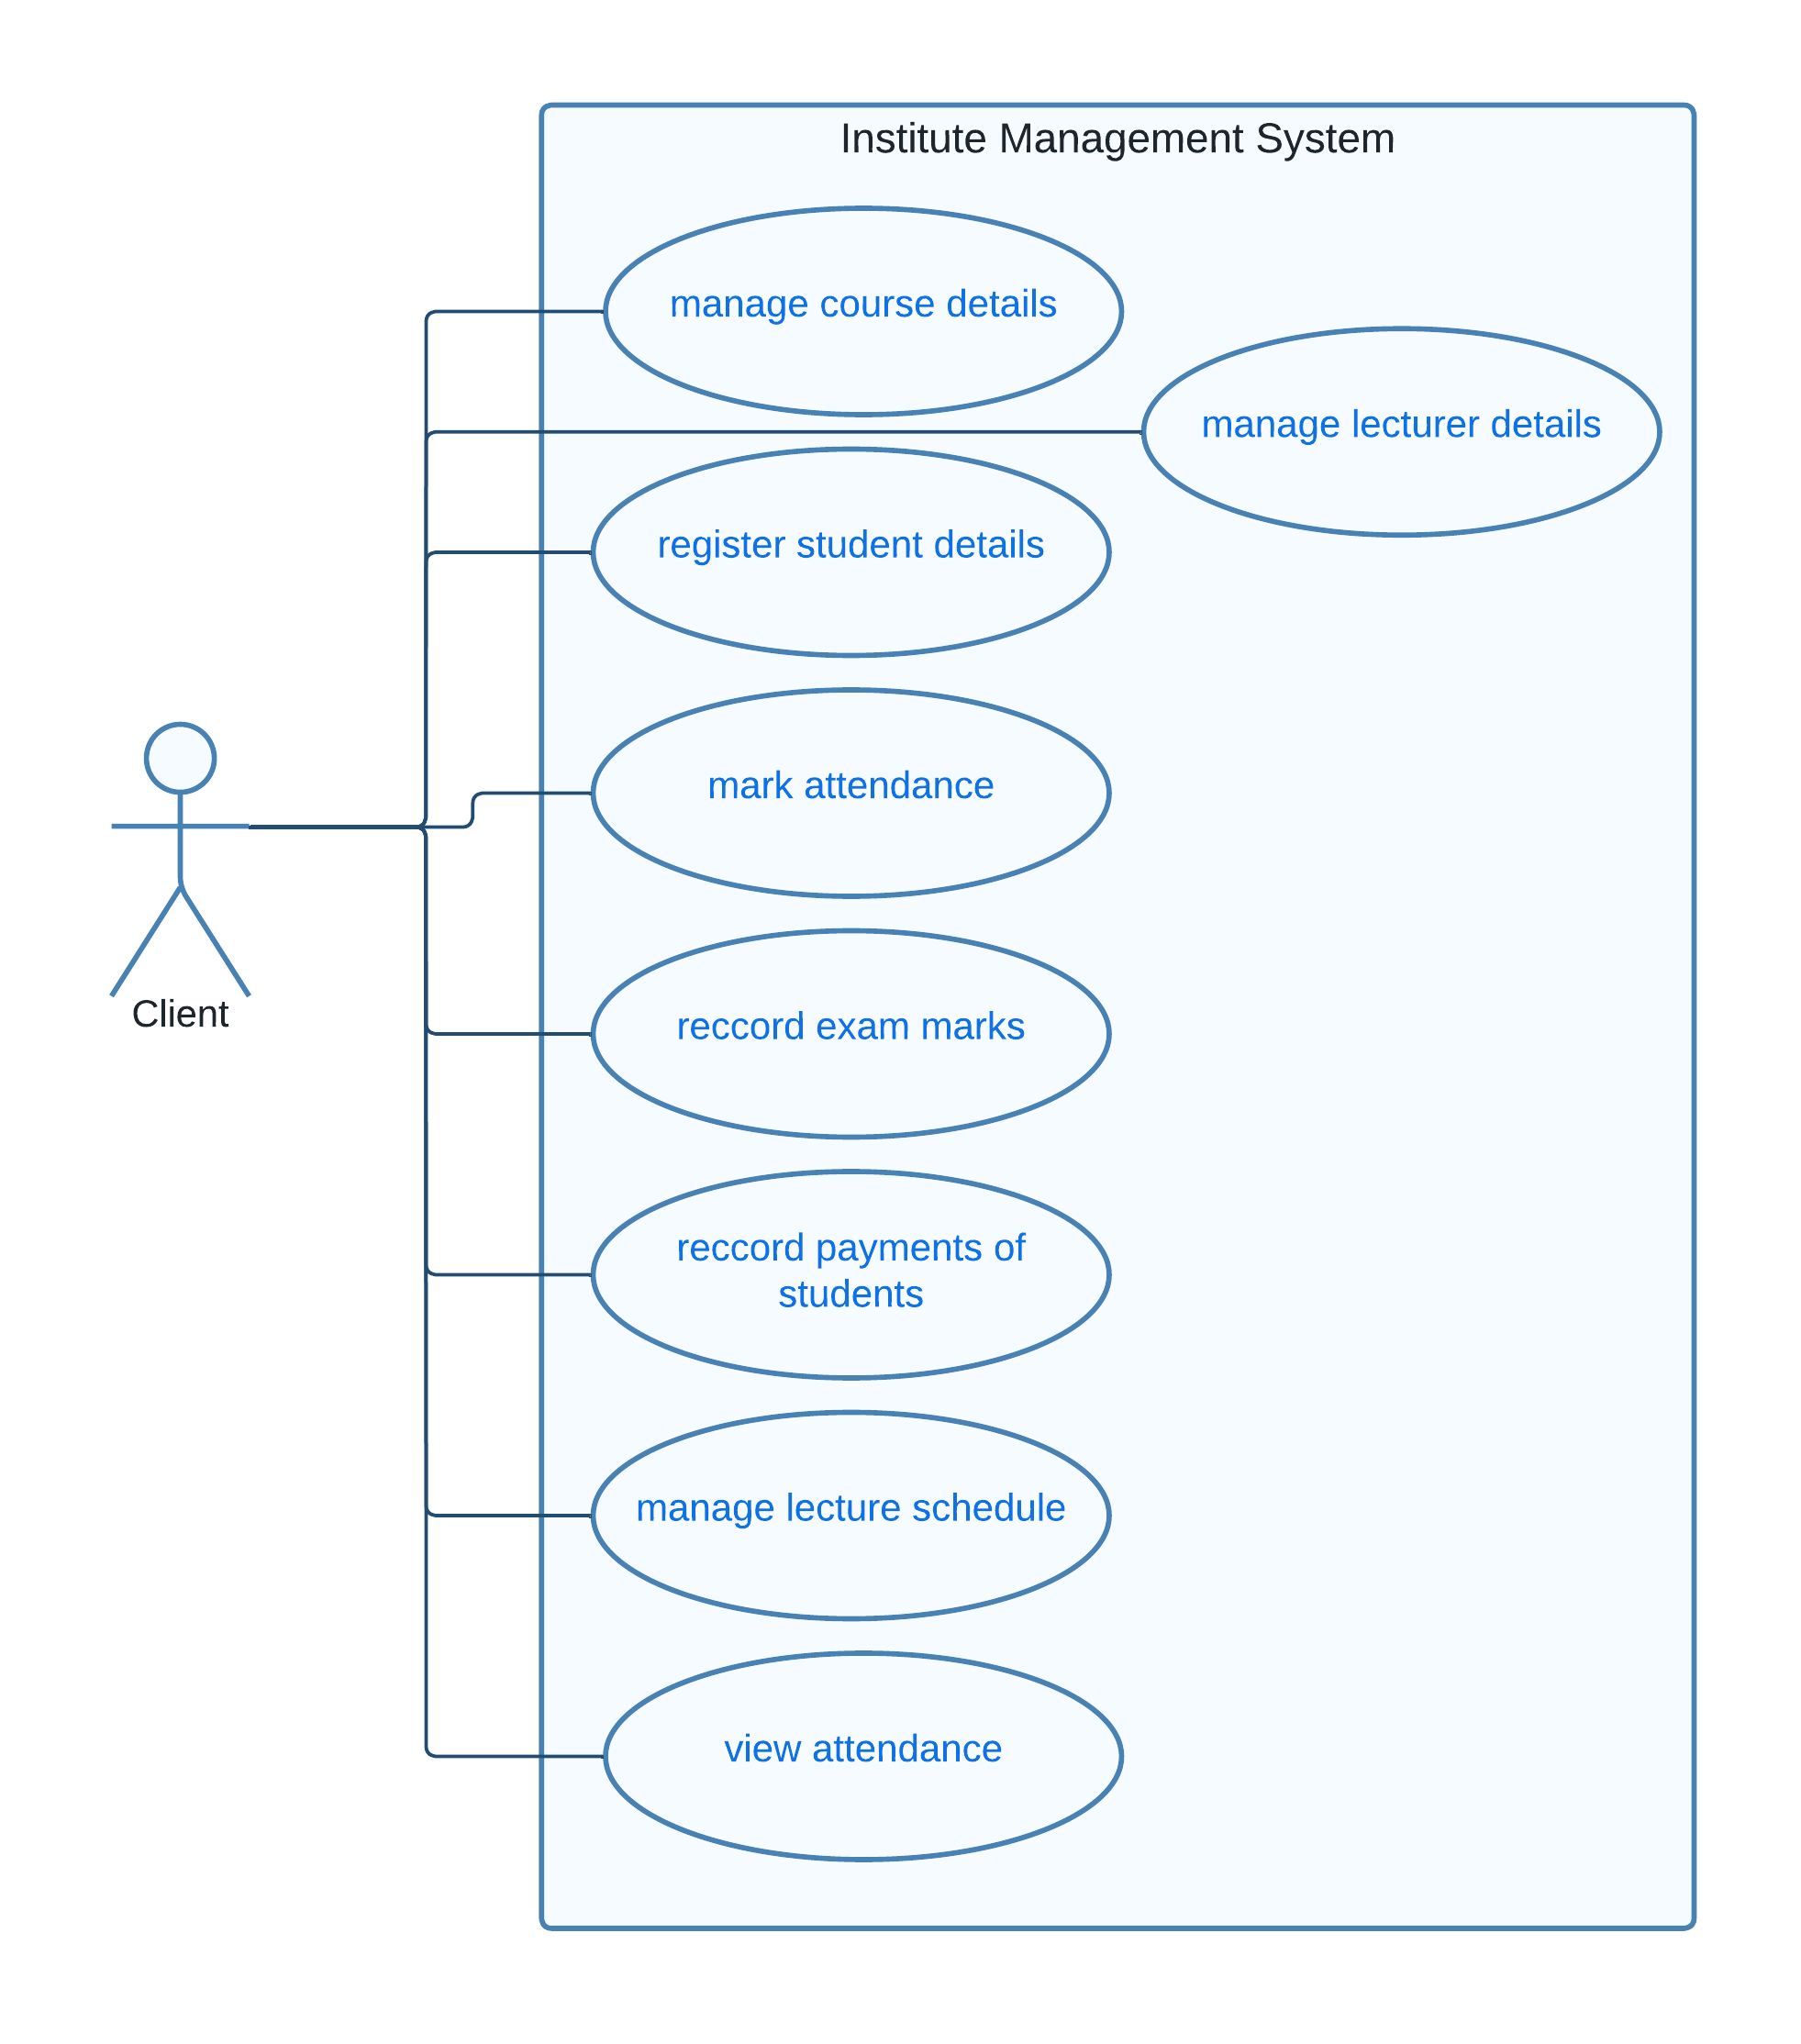 Institute Management System
manage course details
manage lecturer details
register student details
mark attendance
Client
reccord exam marks
reccord payments of
students
manage lecture schedule
view attendance